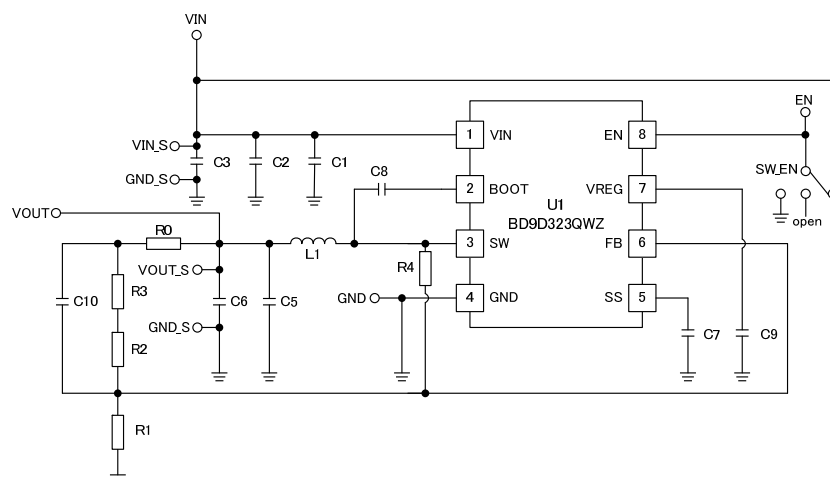 VIN
EN
VIN_S
C3
C2
C1
1
VIN
EN
8
GND_S
C8
SW_EN
2
BOOT
VREG
7
U1
BD9D323QWZ
VOUT
open
R0
L1
3
SW
FB
6
R4
VOUT_S
R3
C10
C6
C5
GND
4
GND
SS
5
GND_S
R2
C7
C9
R1